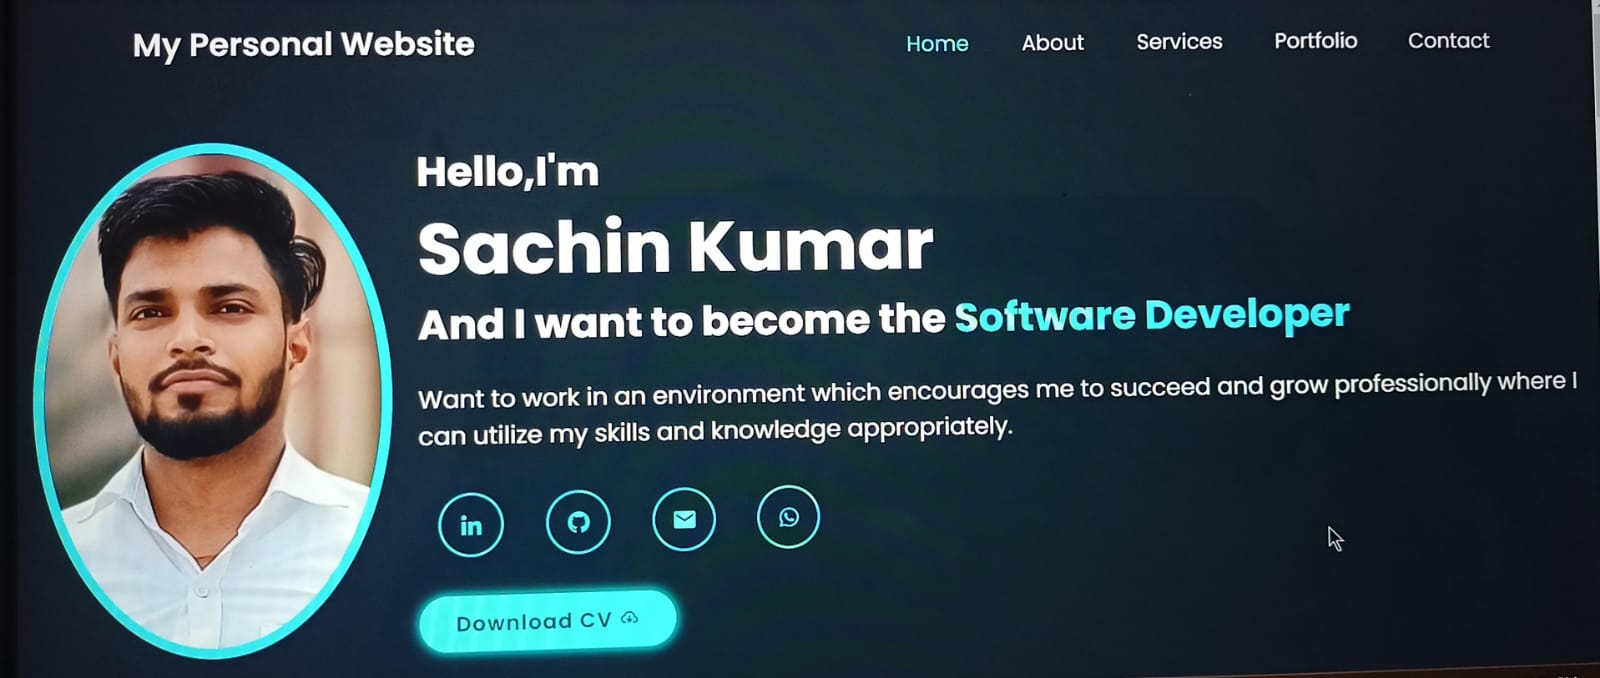 My Personal Website
Home About Services Portfolio Contact
Hello,I'm
Sachin Kumar
And I want to become the Software Developer
Want to work in an environment which encourages me to succeed and grow professionally where I
can utilize my skills and knowledge appropriately.
in
Download CV